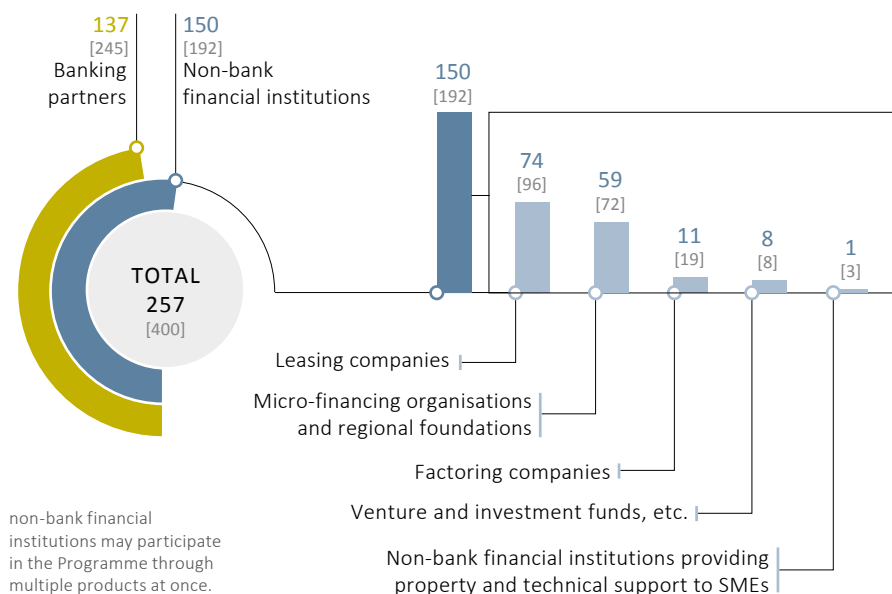 137
[245]
Banking
partners
150
[192]
Non-bank
financial institutions
TOTAL
257
[400]
150
[192]
74
[96]
59
[72]
11
[19]
8
[8]
1
[3]
Leasing companies
Micro-financing organisations
and regional foundations
Factoring companies
Venture and investment funds, etc.
Non-bank financial institutions providing
property and technical support to SMEs
non-bank financial
institutions may participate
in the Programme through
multiple products at once.